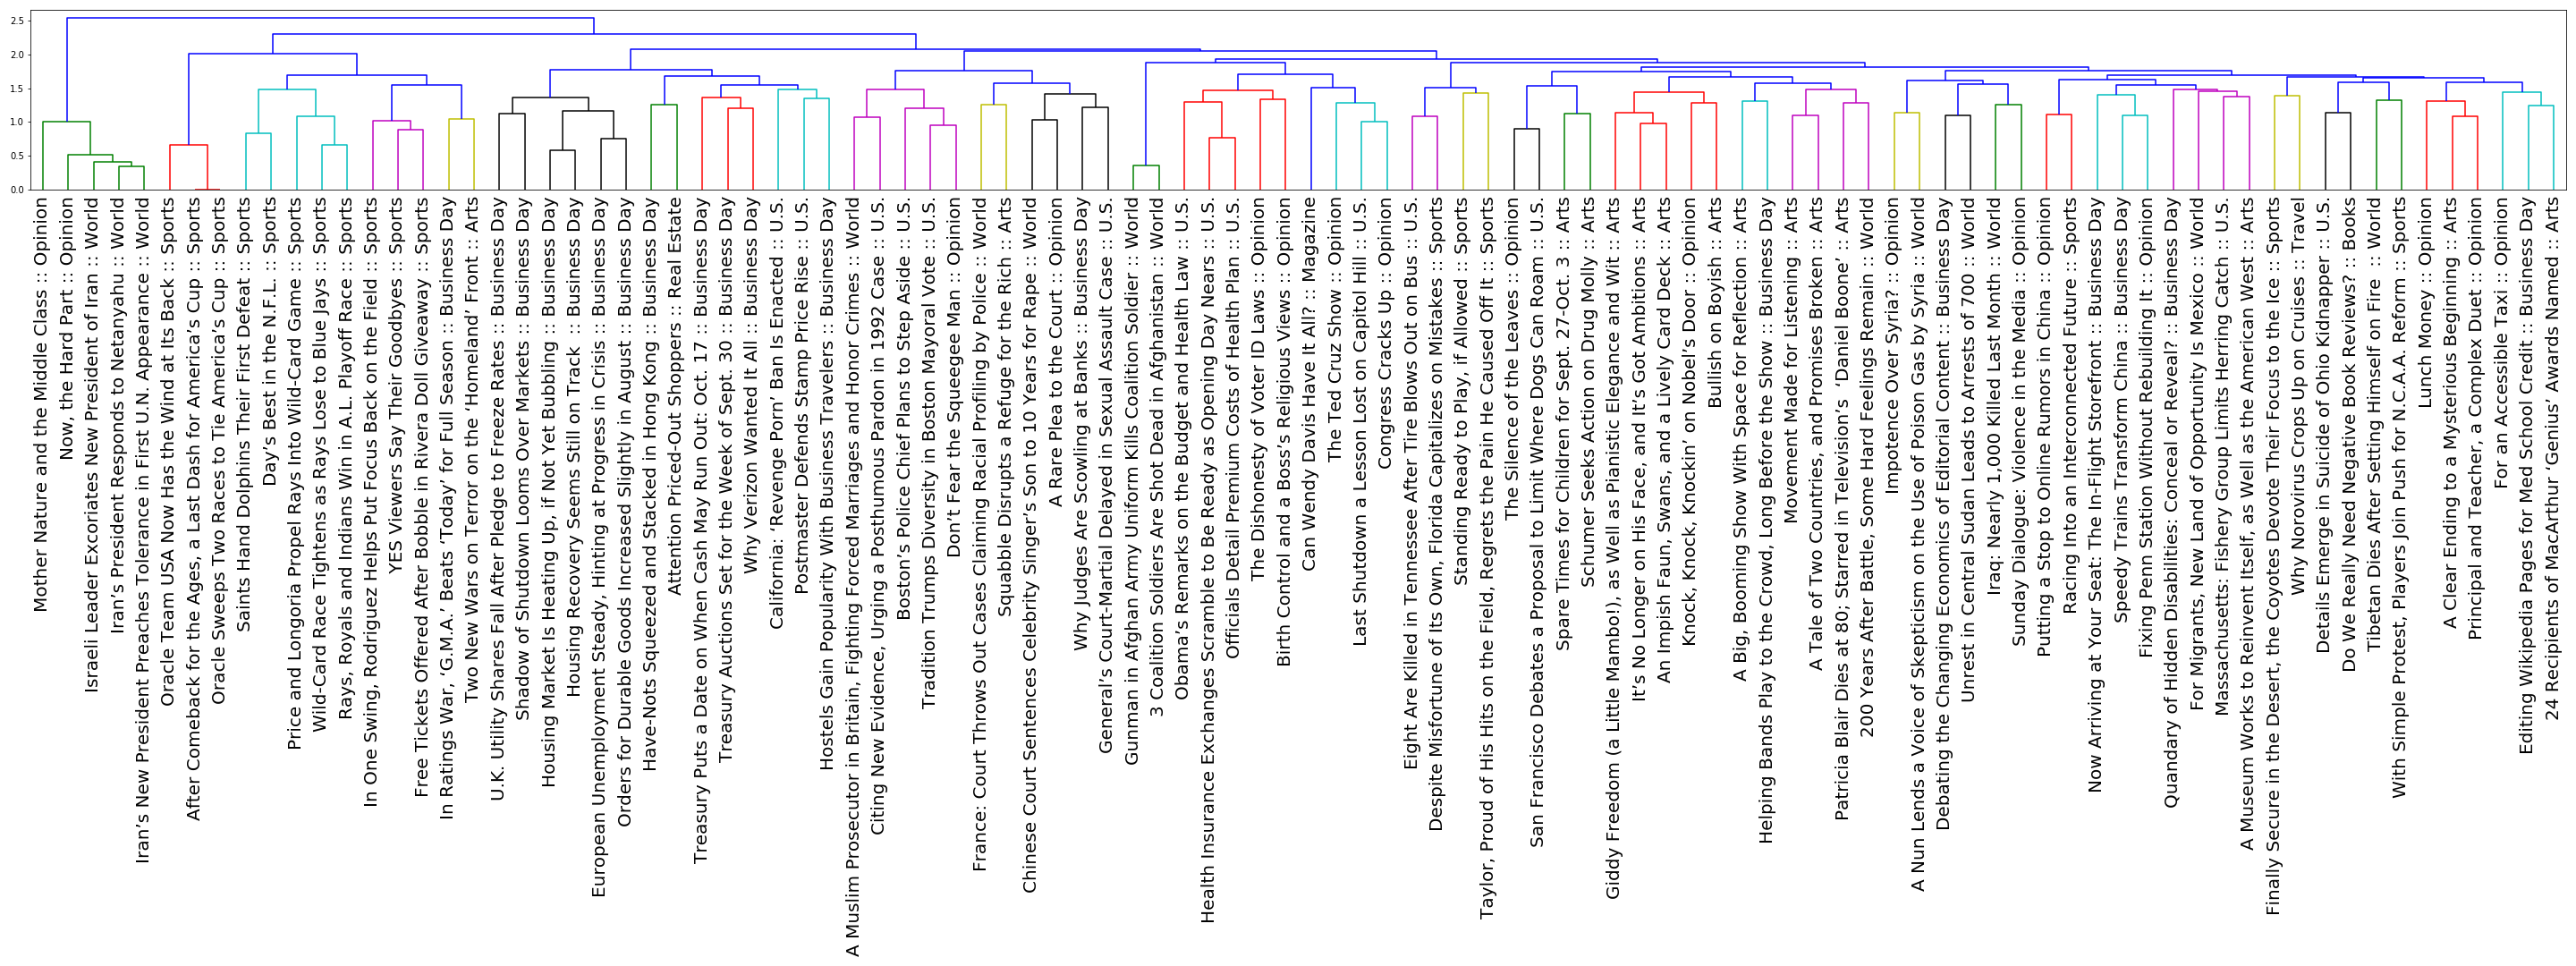 2.5
2.0
1.5
1.0
0.5
0.0
Mother Nature and the Middle Class :: Opinion
Now, the Hard Part :: Opinion
Israeli Leader Excoriates New President of Iran :: World
Iran’s President Responds to Netanyahu :: World
Iran’s New President Preaches Tolerance in First U.N. Appearance :: World
Oracle Team USA Now Has the Wind at Its Back :: Sports
After Comeback for the Ages, a Last Dash for America’s Cup :: Sports
Oracle Sweeps Two Races to Tie America’s Cup :: Sports
Saints Hand Dolphins Their First Defeat :: Sports
Day’s Best in the N.F.L. :: Sports
Price and Longoria Propel Rays Into Wild-Card Game :: Sports
Wild-Card Race Tightens as Rays Lose to Blue Jays :: Sports
Rays, Royals and Indians Win in A.L. Playoff Race :: Sports
In One Swing, Rodriguez Helps Put Focus Back on the Field :: Sports
YES Viewers Say Their Goodbyes :: Sports
Free Tickets Offered After Bobble in Rivera Doll Giveaway :: Sports
In Ratings War, ‘G.M.A.’ Beats ‘Today’ for Full Season :: Business Day
Two New Wars on Terror on the ‘Homeland’ Front :: Arts
U.K. Utility Shares Fall After Pledge to Freeze Rates :: Business Day
Shadow of Shutdown Looms Over Markets :: Business Day
Housing Market Is Heating Up, if Not Yet Bubbling :: Business Day
Housing Recovery Seems Still on Track  :: Business Day
European Unemployment Steady, Hinting at Progress in Crisis :: Business Day
Orders for Durable Goods Increased Slightly in August :: Business Day
Have-Nots Squeezed and Stacked in Hong Kong :: Business Day
Attention Priced-Out Shoppers :: Real Estate
Treasury Puts a Date on When Cash May Run Out: Oct. 17 :: Business Day
Treasury Auctions Set for the Week of Sept. 30 :: Business Day
Why Verizon Wanted It All :: Business Day
California: ‘Revenge Porn’ Ban Is Enacted :: U.S.
Postmaster Defends Stamp Price Rise :: U.S.
Hostels Gain Popularity With Business Travelers :: Business Day
A Muslim Prosecutor in Britain, Fighting Forced Marriages and Honor Crimes :: World
Citing New Evidence, Urging a Posthumous Pardon in 1992 Case :: U.S.
Boston’s Police Chief Plans to Step Aside :: U.S.
Tradition Trumps Diversity in Boston Mayoral Vote :: U.S.
Don’t Fear the Squeegee Man :: Opinion
France: Court Throws Out Cases Claiming Racial Profiling by Police :: World
Squabble Disrupts a Refuge for the Rich :: Arts
Chinese Court Sentences Celebrity Singer’s Son to 10 Years for Rape :: World
A Rare Plea to the Court :: Opinion
Why Judges Are Scowling at Banks :: Business Day
General’s Court-Martial Delayed in Sexual Assault Case :: U.S.
Gunman in Afghan Army Uniform Kills Coalition Soldier :: World
3 Coalition Soldiers Are Shot Dead in Afghanistan :: World
Obama’s Remarks on the Budget and Health Law :: U.S.
Health Insurance Exchanges Scramble to Be Ready as Opening Day Nears :: U.S.
Officials Detail Premium Costs of Health Plan :: U.S.
The Dishonesty of Voter ID Laws :: Opinion
Birth Control and a Boss’s Religious Views :: Opinion
Can Wendy Davis Have It All? :: Magazine
The Ted Cruz Show :: Opinion
Last Shutdown a Lesson Lost on Capitol Hill :: U.S.
Congress Cracks Up :: Opinion
Eight Are Killed in Tennessee After Tire Blows Out on Bus :: U.S.
Despite Misfortune of Its Own, Florida Capitalizes on Mistakes :: Sports
Standing Ready to Play, if Allowed :: Sports
Taylor, Proud of His Hits on the Field, Regrets the Pain He Caused Off It :: Sports
The Silence of the Leaves :: Opinion
San Francisco Debates a Proposal to Limit Where Dogs Can Roam :: U.S.
Spare Times for Children for Sept. 27-Oct. 3 :: Arts
Schumer Seeks Action on Drug Molly :: Arts
Giddy Freedom (a Little Mambo!), as Well as Pianistic Elegance and Wit :: Arts
It’s No Longer on His Face, and It’s Got Ambitions :: Arts
An Impish Faun, Swans, and a Lively Card Deck :: Arts
Knock, Knock, Knockin’ on Nobel’s Door :: Opinion
Bullish on Boyish :: Arts
A Big, Booming Show With Space for Reflection :: Arts
Helping Bands Play to the Crowd, Long Before the Show :: Business Day
Movement Made for Listening :: Arts
A Tale of Two Countries, and Promises Broken :: Arts
Patricia Blair Dies at 80; Starred in Television’s  ‘Daniel Boone’ :: Arts
200 Years After Battle, Some Hard Feelings Remain :: World
Impotence Over Syria? :: Opinion
A Nun Lends a Voice of Skepticism on the Use of Poison Gas by Syria :: World
Debating the Changing Economics of Editorial Content :: Business Day
Unrest in Central Sudan Leads to Arrests of 700 :: World
Iraq: Nearly 1,000 Killed Last Month :: World
Sunday Dialogue: Violence in the Media :: Opinion
Putting a Stop to Online Rumors in China :: Opinion
Racing Into an Interconnected Future :: Sports
Now Arriving at Your Seat: The In-Flight Storefront :: Business Day
Speedy Trains Transform China :: Business Day
Fixing Penn Station Without Rebuilding It :: Opinion
Quandary of Hidden Disabilities: Conceal or Reveal? :: Business Day
For Migrants, New Land of Opportunity Is Mexico :: World
Massachusetts: Fishery Group Limits Herring Catch :: U.S.
A Museum Works to Reinvent Itself, as Well as the American West :: Arts
Finally Secure in the Desert, the Coyotes Devote Their Focus to the Ice :: Sports
Why Norovirus Crops Up on Cruises :: Travel
Details Emerge in Suicide of Ohio Kidnapper :: U.S.
Do We Really Need Negative Book Reviews? :: Books
Tibetan Dies After Setting Himself on Fire  :: World
With Simple Protest, Players Join Push for N.C.A.A. Reform :: Sports
Lunch Money :: Opinion
A Clear Ending to a Mysterious Beginning :: Arts
Principal and Teacher, a Complex Duet :: Opinion
For an Accessible Taxi :: Opinion
Editing Wikipedia Pages for Med School Credit :: Business Day
24 Recipients of MacArthur ‘Genius’ Awards Named :: Arts